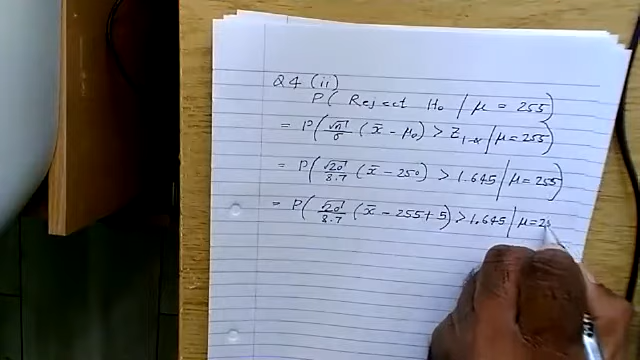 Q4 (ii)
P( Reject H₀ | μ = 255)
= P( √n/σ (x̄ - μ₀) > Z₁₋α | μ = 255)
= P( √20/8.7 (x̄ - 250) > 1.645 | μ = 255)
= P( √20/8.7 (x̄ - 255 + 5) > 1.645 | μ = 25